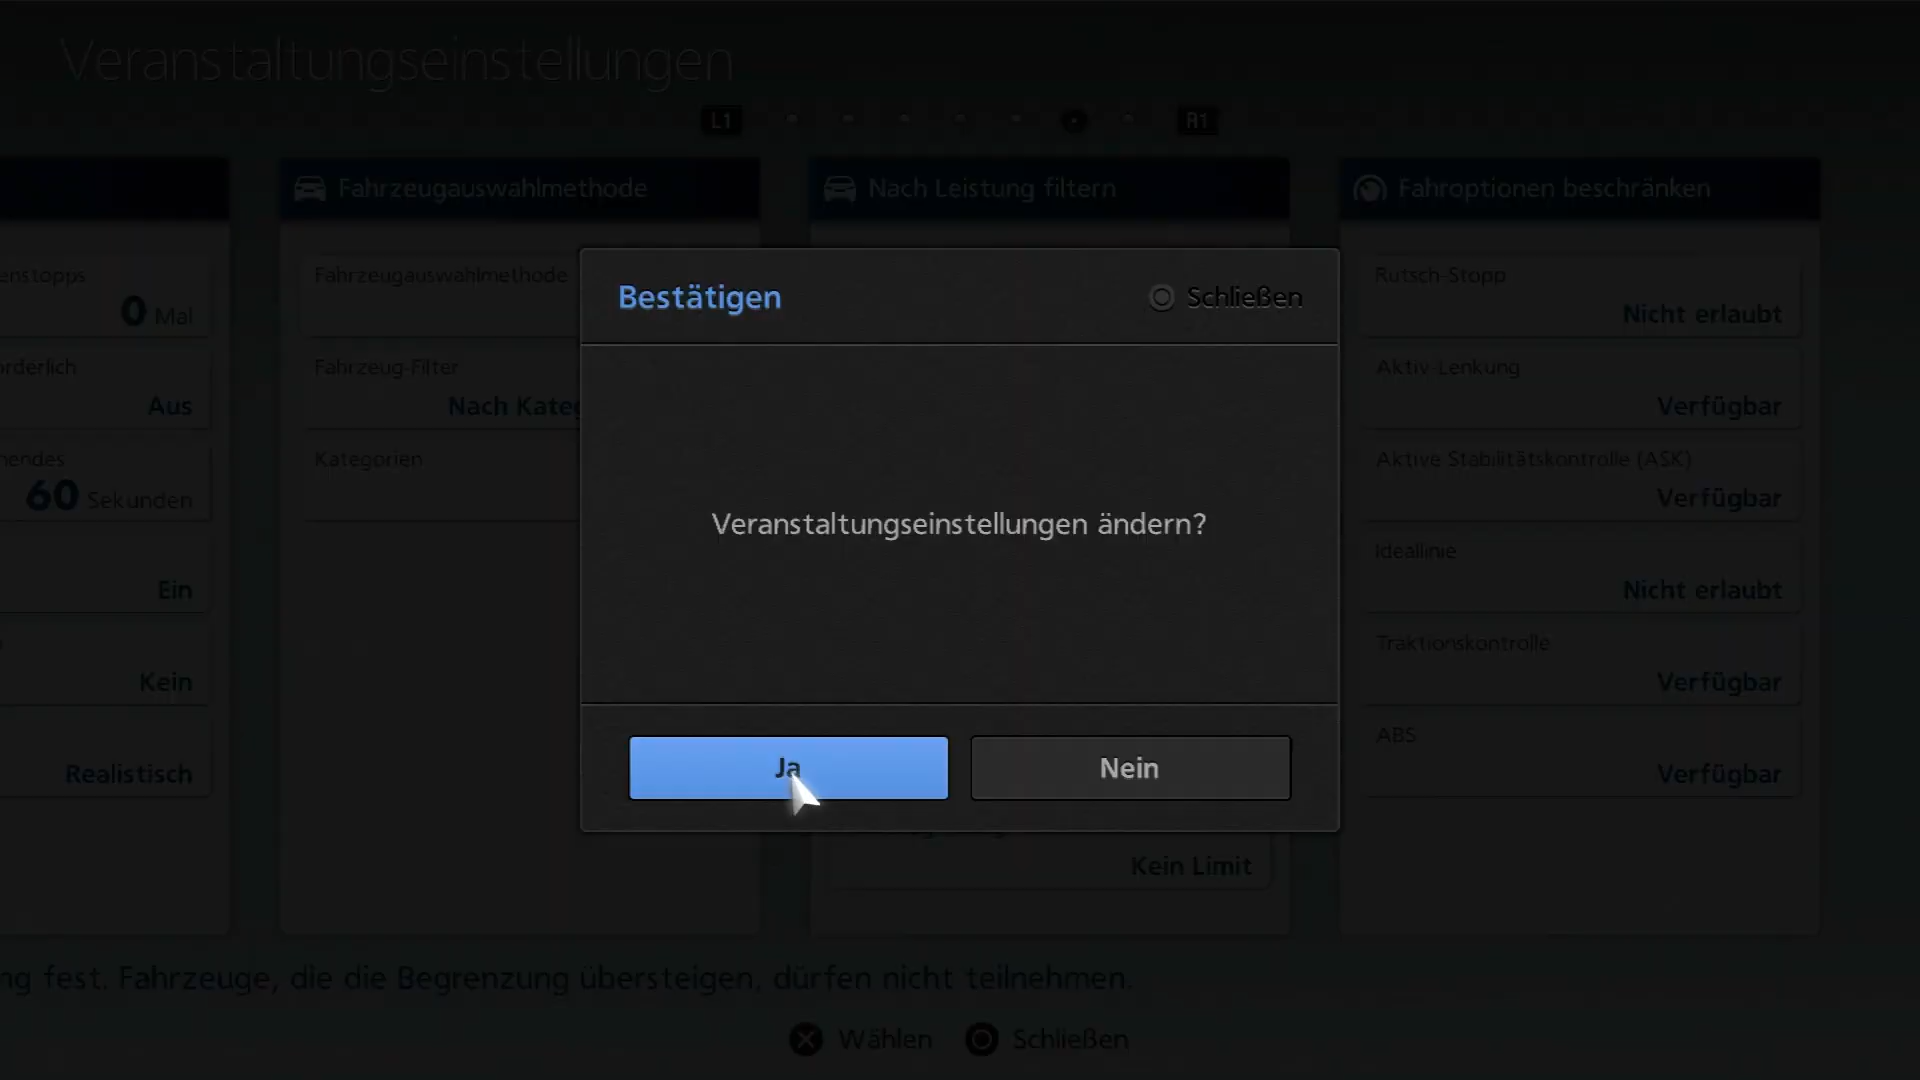 Veranstaltungseinstellungen
L1
R1
Fahrzeugauswahlmethode
Nach Leistung filtern
Fahroptionen beschränken
enstopps
0 Mal
orderlich
Aus
60 Sekunden
Ein
Kein
Realistisch
Fahrzeugauswahlmethode
Fahrzeug-Filter
Nach Kateg
Kategorien
Bestätigen
Schließen
Veranstaltungseinstellungen ändern?
Ja
Nein
Kein Limit
Rutsch-Stopp
Nicht erlaubt
Aktiv-Lenkung
Verfügbar
Aktive Stabilitätskontrolle (ASK)
Verfügbar
Ideallinie
Nicht erlaubt
Traktionskontrolle
Verfügbar
ABS
Verfügbar
ng fest. Fahrzeuge, die die Begrenzung übersteigen, dürfen nicht teilnehmen.
Wählen
Schließen